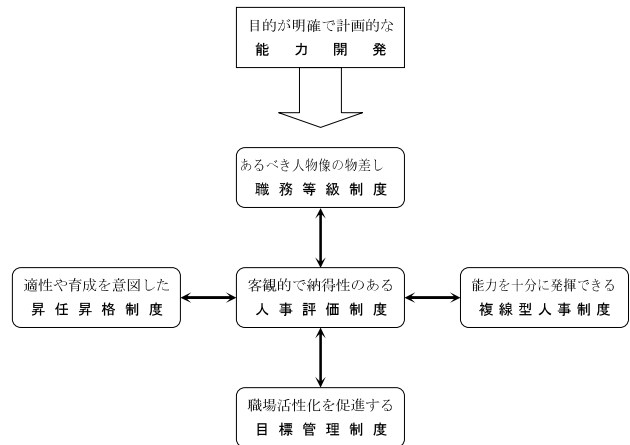 目的が明確で計画的な
能力開発
あるべき人物像の物差し
職務等級制度
適性や育成を意図した
昇任昇格制度
客観的で納得性のある
人事評価制度
能力を十分に発揮できる
複線型人事制度
職場活性化を促進する
目標管理制度